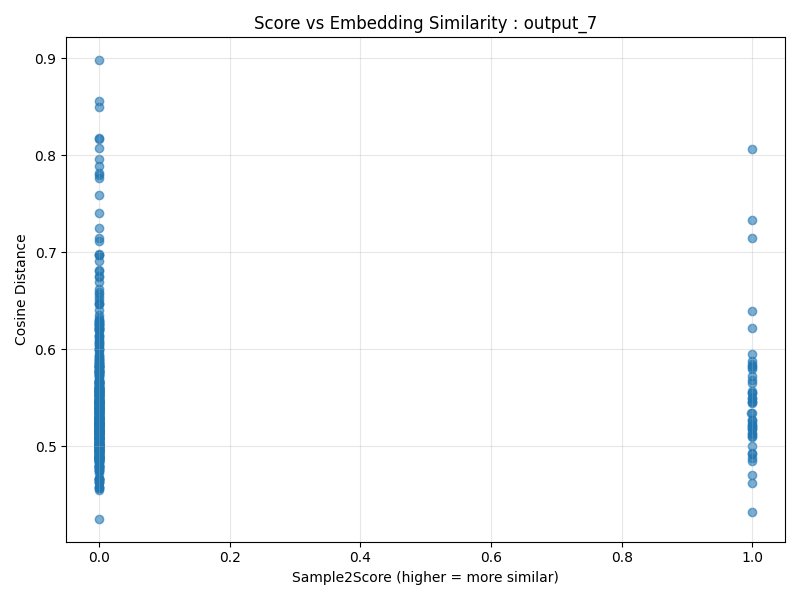 Score vs Embedding Similarity : output_7
Cosine Distance
0.9
0.8
0.7
0.6
0.5
0.0 0.2 0.4 0.6 0.8 1.0
Sample2Score (higher = more similar)